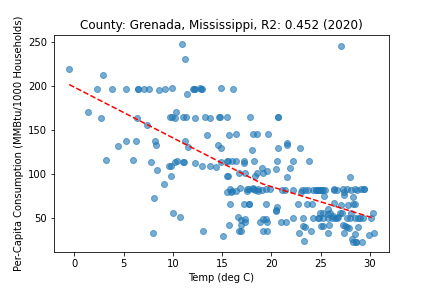 County: Grenada, Mississippi, R2: 0.452 (2020)
Per-Capita Consumption (MMBtu/1000 Households)
250
200
150
100
50
0 5 10 15 20 25 30
Temp (deg C)